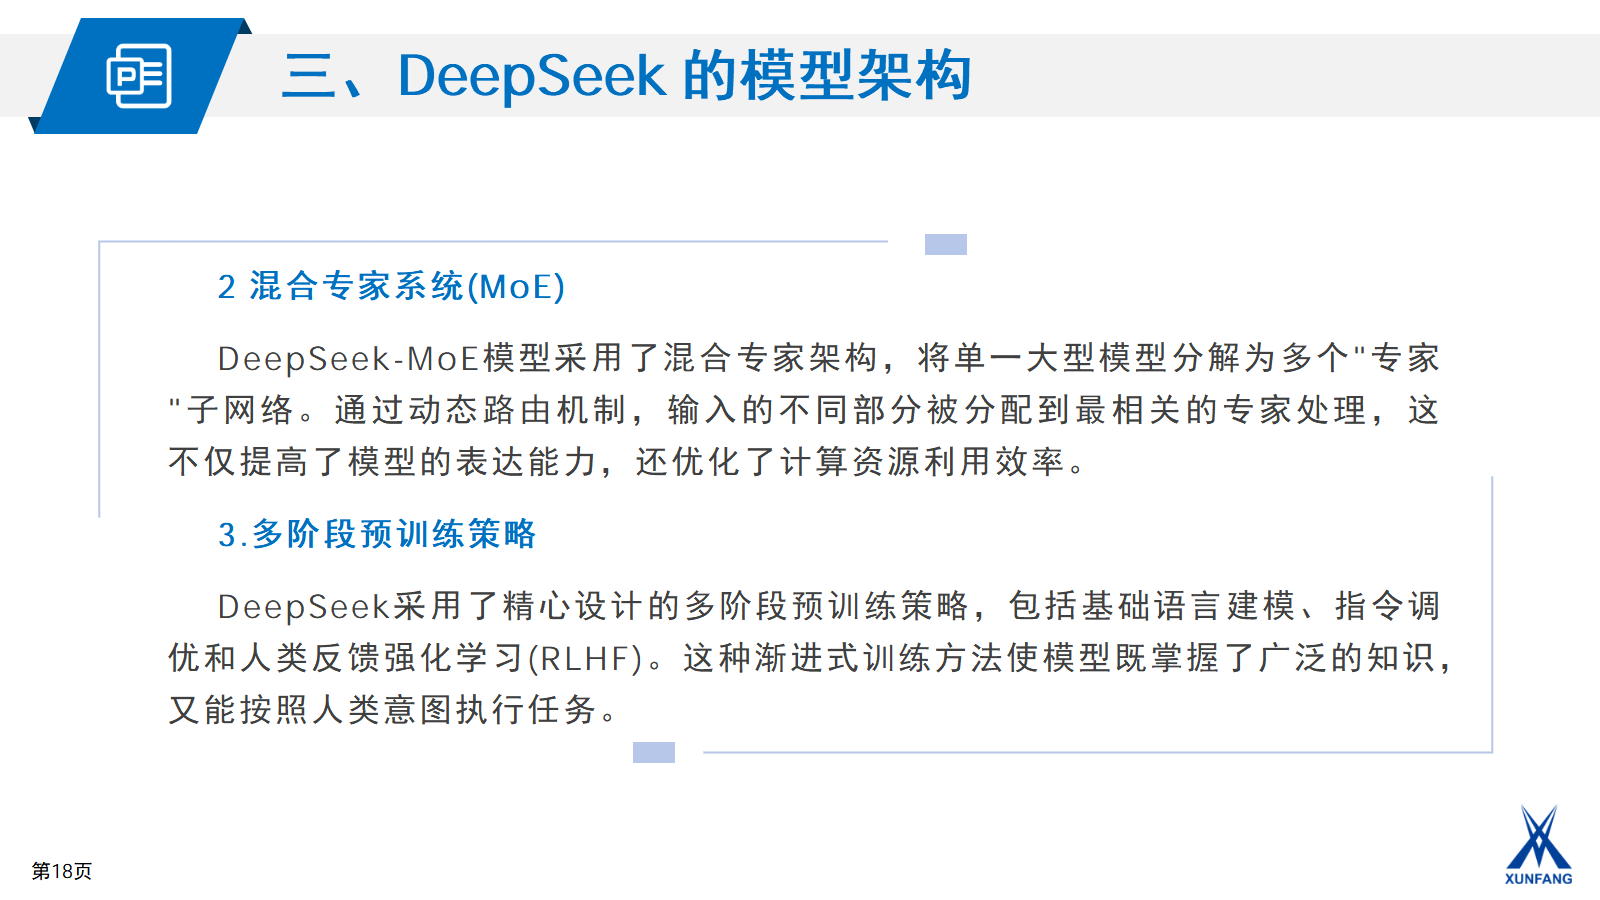 三、DeepSeek 的模型架构
2 混合专家系统(MoE)
DeepSeek-MoE模型采用了混合专家架构，将单一大型模型分解为多个"专家
"子网络。通过动态路由机制，输入的不同部分被分配到最相关的专家处理，这
不仅提高了模型的表达能力，还优化了计算资源利用效率。
3.多阶段预训练策略
DeepSeek采用了精心设计的多阶段预训练策略，包括基础语言建模、指令调
优和人类反馈强化学习(RLHF)。这种渐进式训练方法使模型既掌握了广泛的知识，
又能按照人类意图执行任务。
第18页
XUNFANG